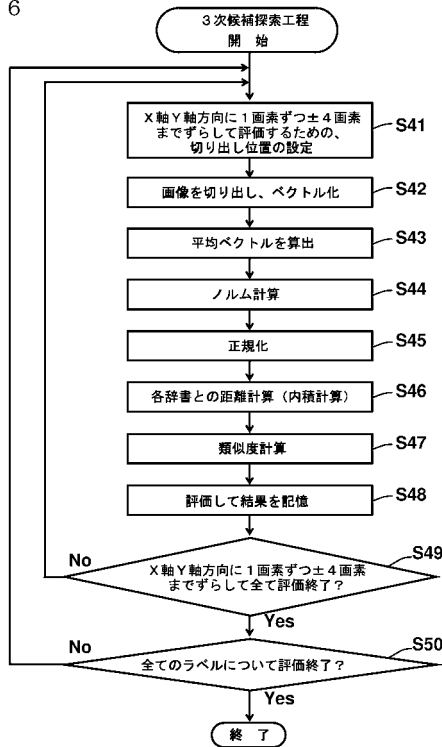 6
3次候補探索工程
開 始
X軸Y軸方向に1画素ずつ±4画素
までずらして評価するための、
切り出し位置の設定
S41
画像を切り出し、ベクトル化
S42
平均ベクトルを算出
S43
ノルム計算
S44
正規化
S45
各辞書との距離計算（内積計算）
S46
類似度計算
S47
評価して結果を記憶
S48
S49
No
X軸Y軸方向に1画素ずつ±4画素
までずらして全て評価終了？
Yes
S50
No
全てのラベルについて評価終了？
Yes
終 了